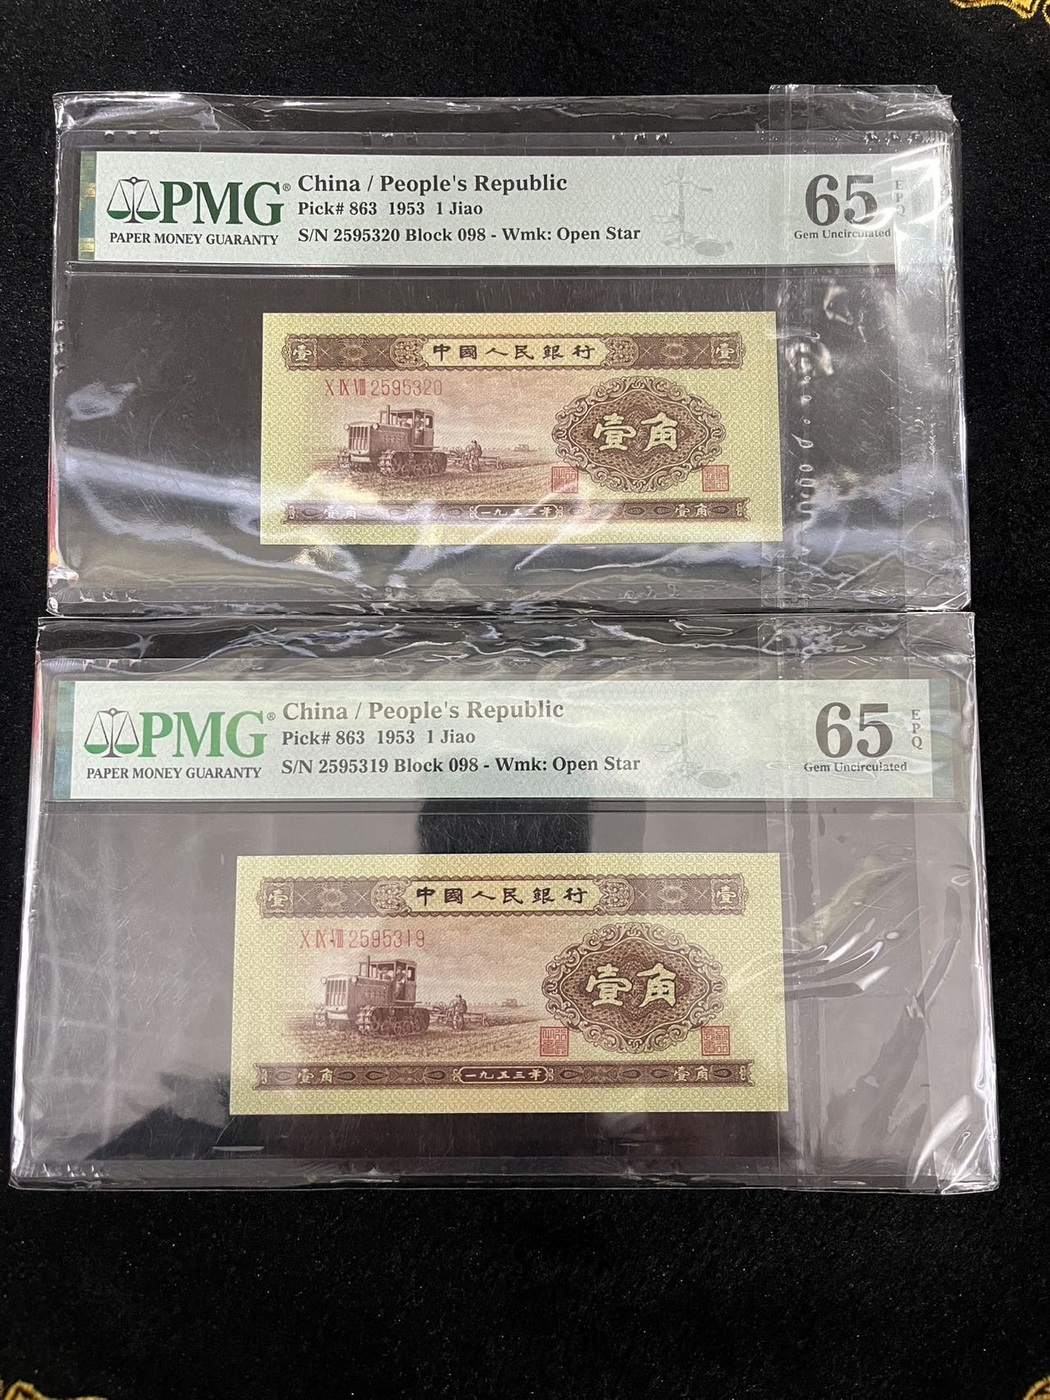 PMG®
PAPER MONEY GUARANTY
China / People's Republic
Pick# 863 1953 1 Jiao
S/N 2595320 Block 098 - Wmk: Open Star
65 EPQ
Gem Uncirculated
壹 中國人民銀行 壹
X IX VIII 2595320
壹角
壹角 一九五三年 壹角
PMG®
PAPER MONEY GUARANTY
China / People's Republic
Pick# 863 1953 1 Jiao
S/N 2595319 Block 098 - Wmk: Open Star
65 EPQ
Gem Uncirculated
壹 中國人民銀行 壹
X IX VIII 2595319
壹角
壹角 一九五三年 壹角